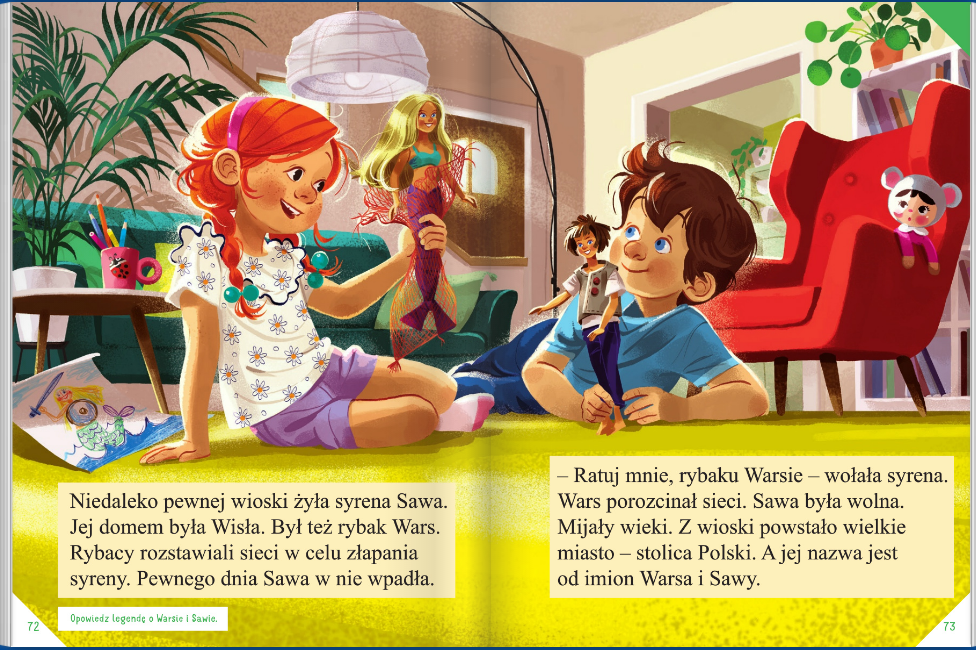 Niedaleko pewnej wioski żyła syrena Sawa.
Jej domem była Wisła. Był też rybak Wars.
Rybacy rozstawiali sieci w celu złapania
syreny. Pewnego dnia Sawa w nie wpadła.
72
Opowiedz legendę o Warsie i Sawie.
– Ratuj mnie, rybaku Warsie – wołała syrena.
Wars porozcinał sieci. Sawa była wolna.
Mijały wieki. Z wioski powstało wielkie
miasto – stolica Polski. A jej nazwa jest
od imion Warsa i Sawy.
73